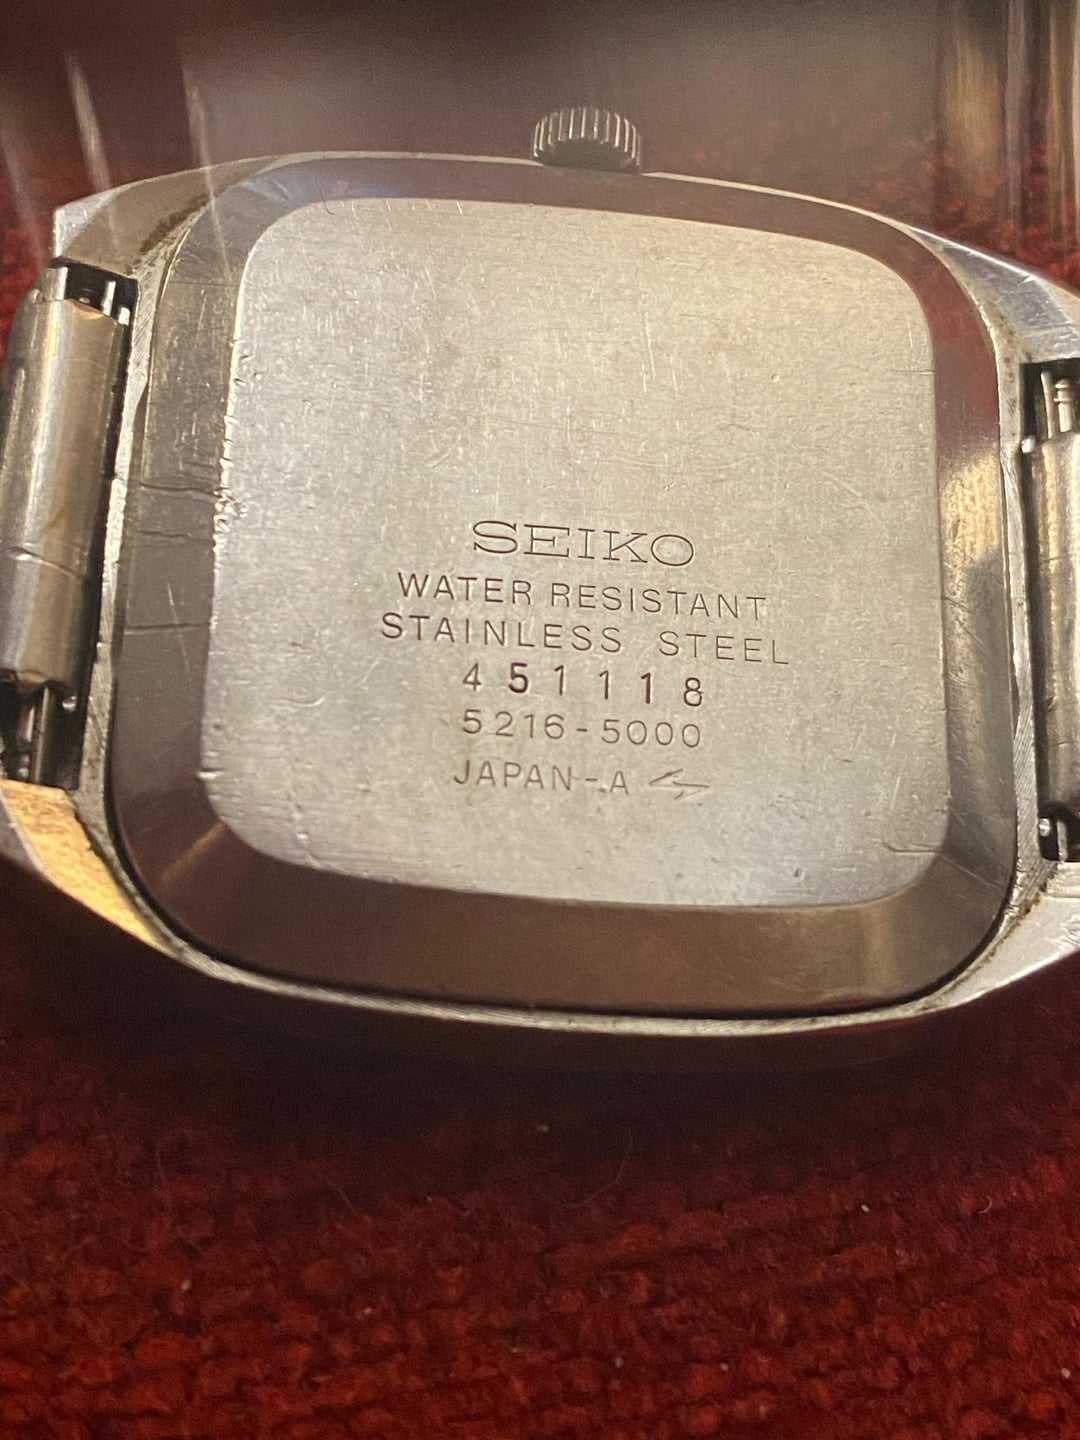 SEIKO
WATER RESISTANT
STAINLESS STEEL
451118
5216-5000
JAPAN-A